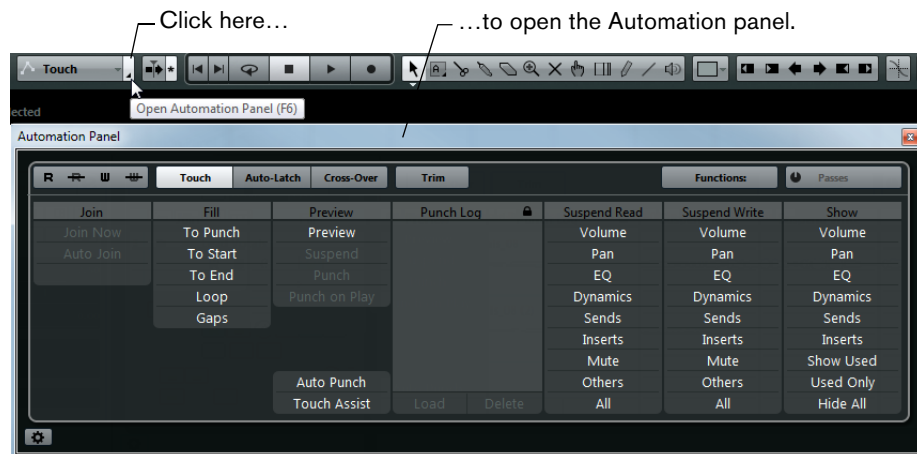 Click here…
…to open the Automation panel.
Touch
A
Open Automation Panel (F6)
ected
Automation Panel
R R W W Touch Auto-Latch Cross-Over Trim Functions: Passes
Join Fill Preview Punch Log Suspend Read Suspend Write Show
Join Now To Punch Preview Volume Volume Volume
Auto Join To Start Suspend Pan Pan Pan
To End Punch EQ EQ EQ
Loop Punch on Play Dynamics Dynamics Dynamics
Gaps Sends Sends Sends
Inserts Inserts Inserts
Mute Mute Show Used
Auto Punch Others Others Used Only
Touch Assist Load Delete All All Hide All